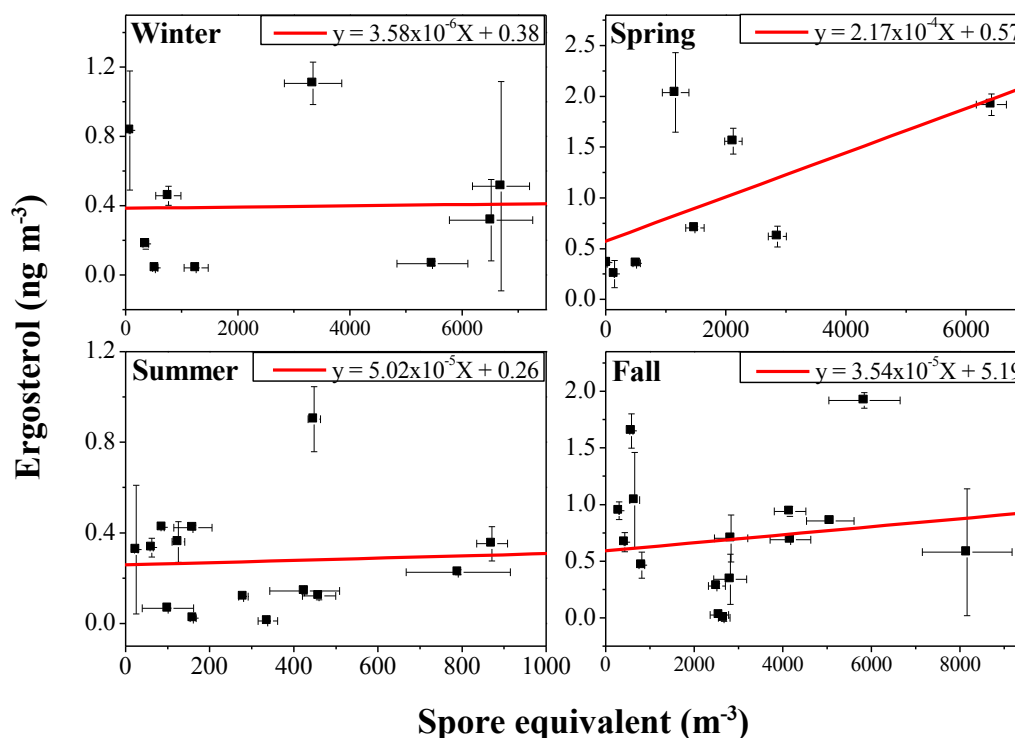 Winter
y = 3.58x10⁻⁶X + 0.38
1.2
0.8
0.4
0.0
0 2000 4000 6000
Spring
y = 2.17x10⁻⁴X + 0.57
2.5
2.0
1.5
1.0
0.5
0.0
0 2000 4000 6000
Ergosterol (ng m⁻³)
Summer
y = 5.02x10⁻⁵X + 0.26
1.2
0.8
0.4
0.0
0 200 400 600 800 1000
Fall
y = 3.54x10⁻⁵X + 5.19
2.0
1.5
1.0
0.5
0.0
0 2000 4000 6000 8000
Spore equivalent (m⁻³)